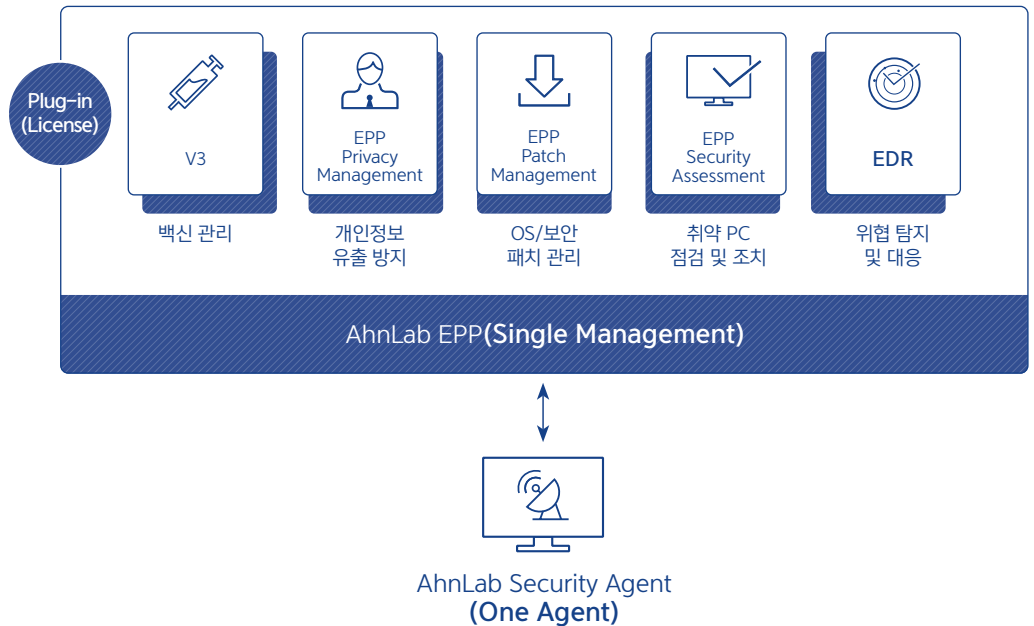 Plug-in
(License)
V3
EPP
Privacy
Management
EPP
Patch
Management
EPP
Security
Assessment
EDR
백신 관리
개인정보
유출 방지
OS/보안
패치 관리
취약 PC
점검 및 조치
위협 탐지
및 대응
AhnLab EPP(Single Management)
AhnLab Security Agent
(One Agent)